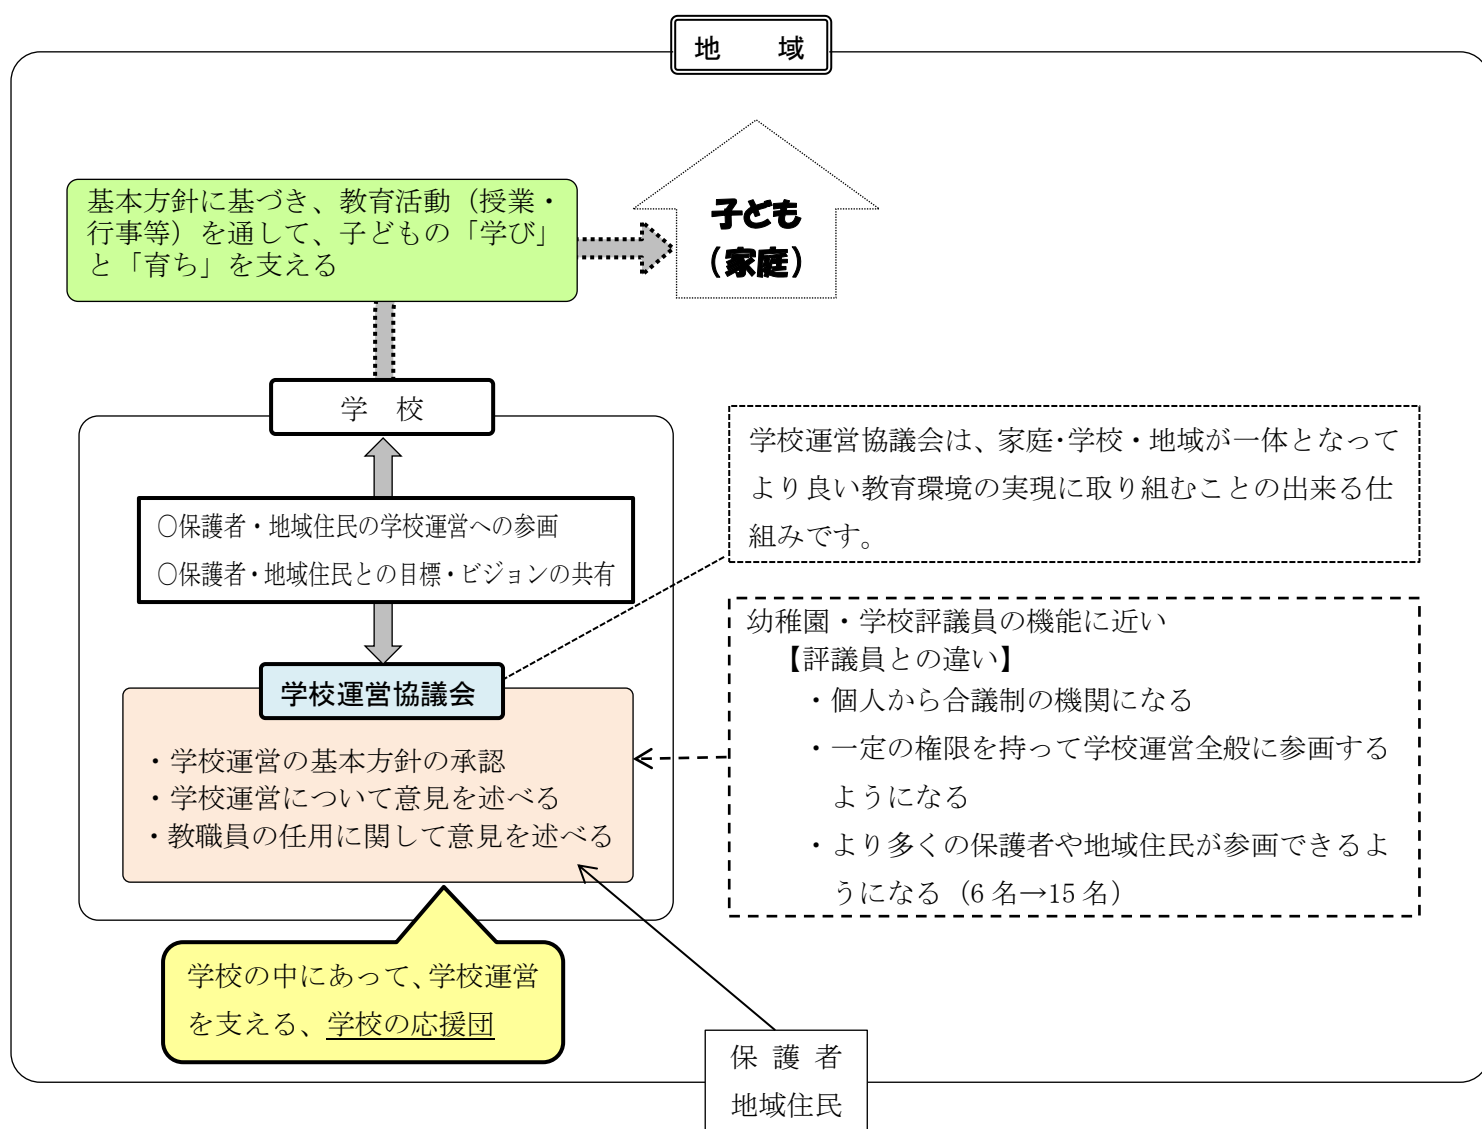 地　域
基本方針に基づき、教育活動（授業・
行事等）を通して、子どもの「学び」
と「育ち」を支える
子ども
（家庭）
学　校
〇保護者・地域住民の学校運営への参画
〇保護者・地域住民との目標・ビジョンの共有
学校運営協議会
・学校運営の基本方針の承認
・学校運営について意見を述べる
・教職員の任用に関して意見を述べる
学校運営協議会は、家庭・学校・地域が一体となって
より良い教育環境の実現に取り組むことの出来る仕
組みです。
幼稚園・学校評議員の機能に近い
【評議員との違い】
・個人から合議制の機関になる
・一定の権限を持って学校運営全般に参画する
ようになる
・より多くの保護者や地域住民が参画できるよ
うになる（6 名→15 名）
学校の中にあって、学校運営
を支える、学校の応援団
保 護 者
地域住民